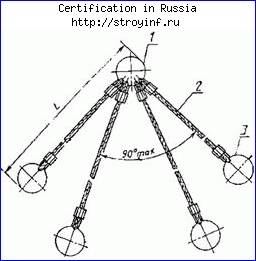 Certification in Russia
http://stroyinf.ru
1
L
2
3
90°max